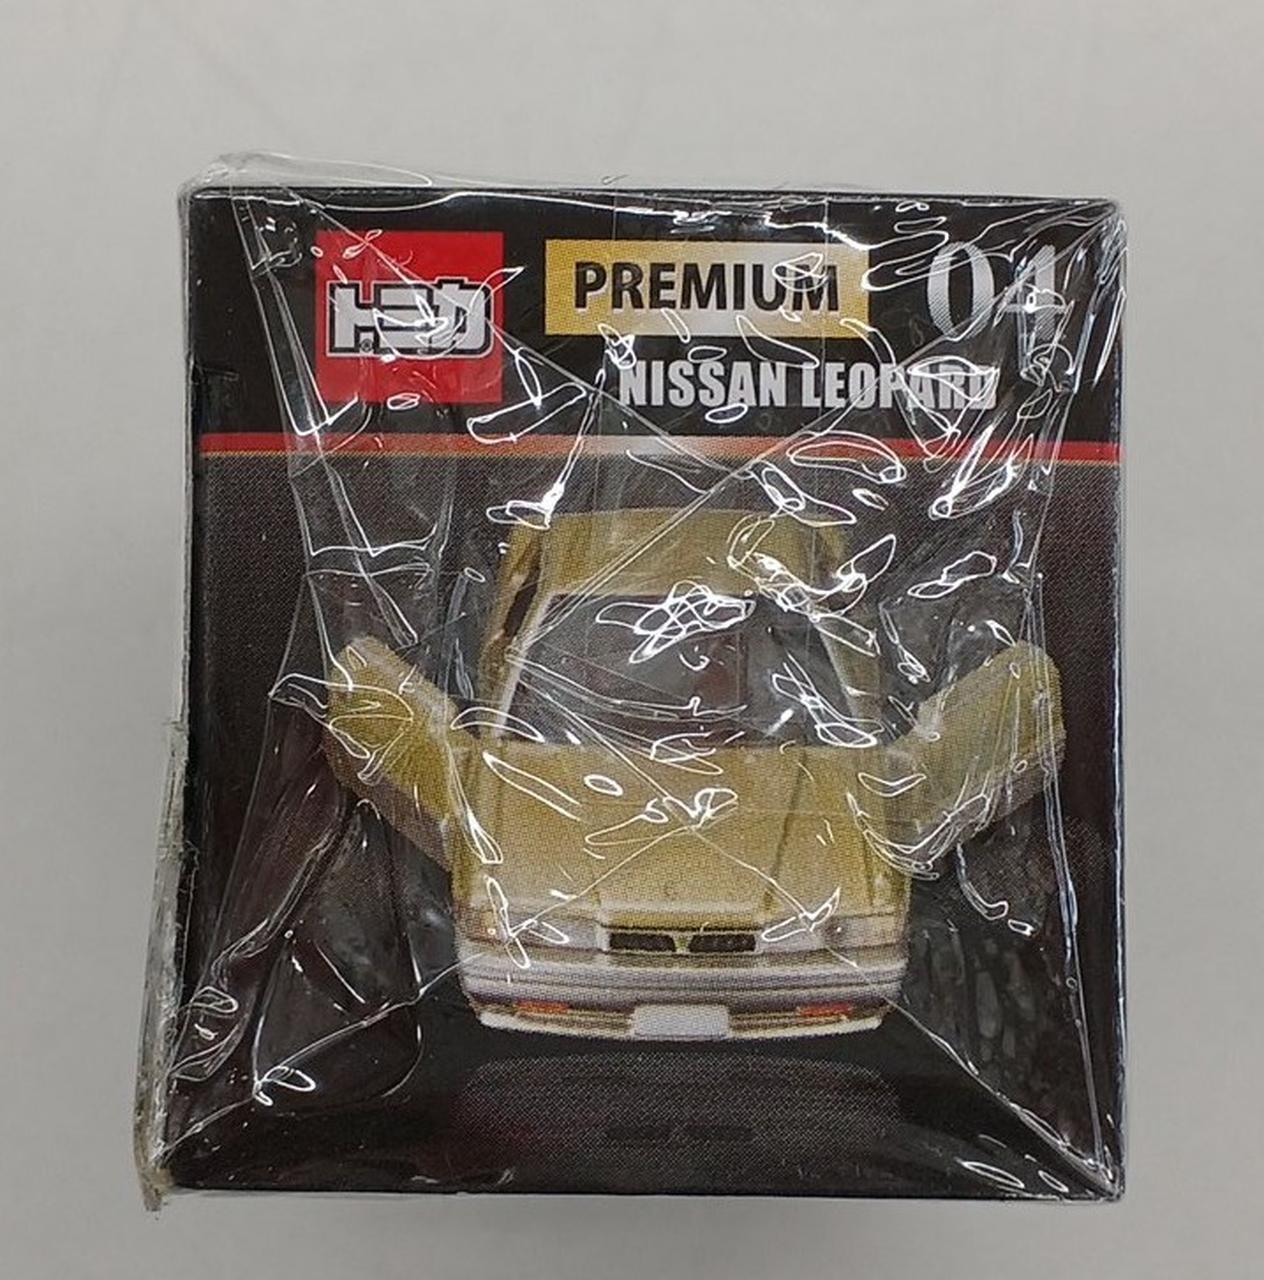 トミカ
PREMIUM
04
NISSAN LEOPARD